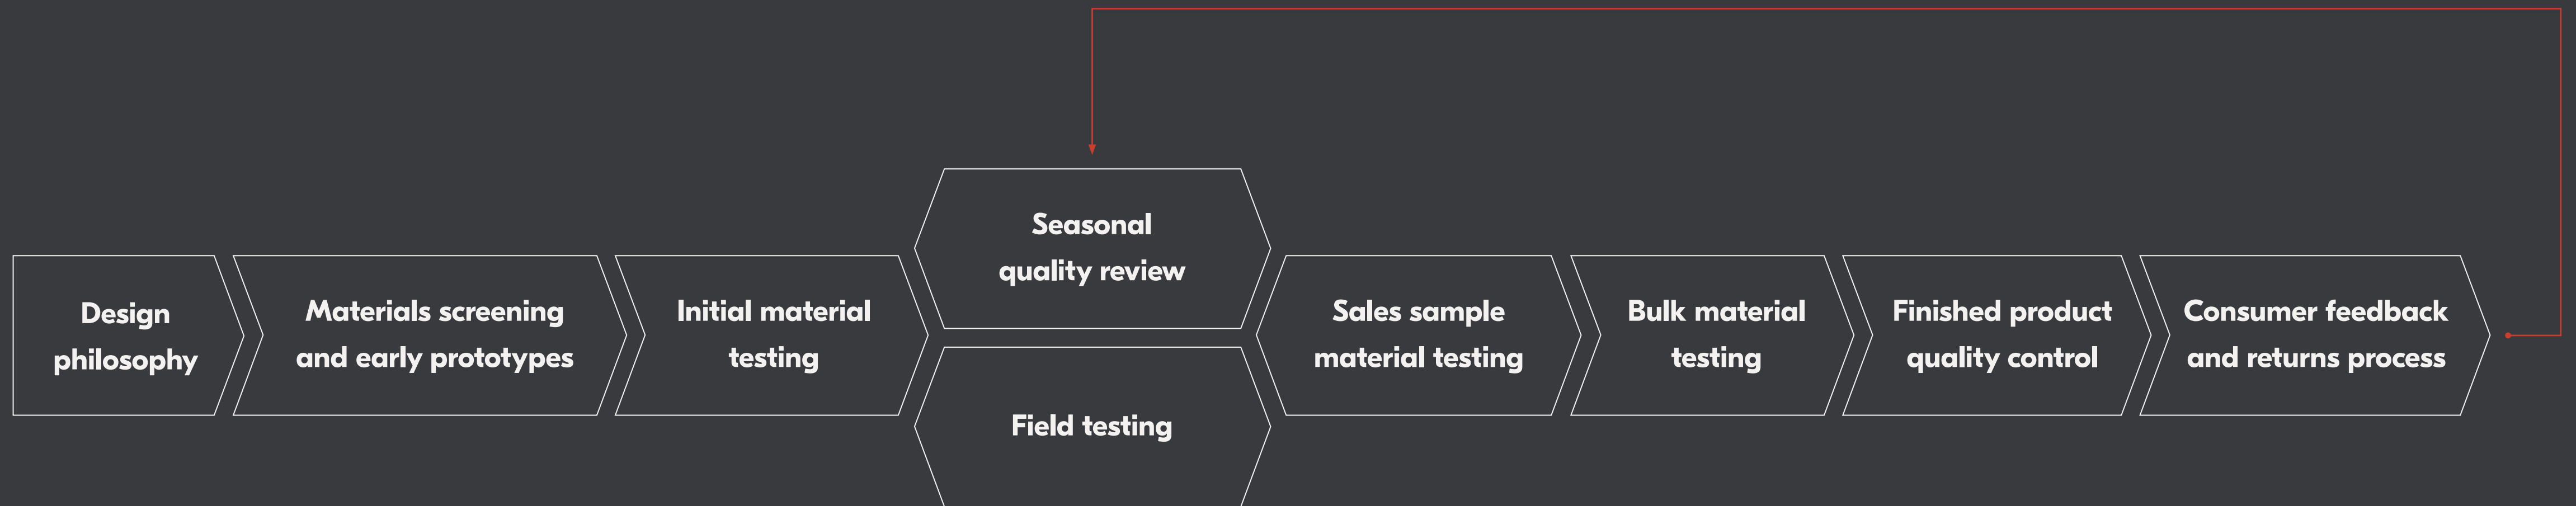 Design
philosophy
Materials screening
and early prototypes
Initial material
testing
Seasonal
quality review
Field testing
Sales sample
material testing
Bulk material
testing
Finished product
quality control
Consumer feedback
and returns process